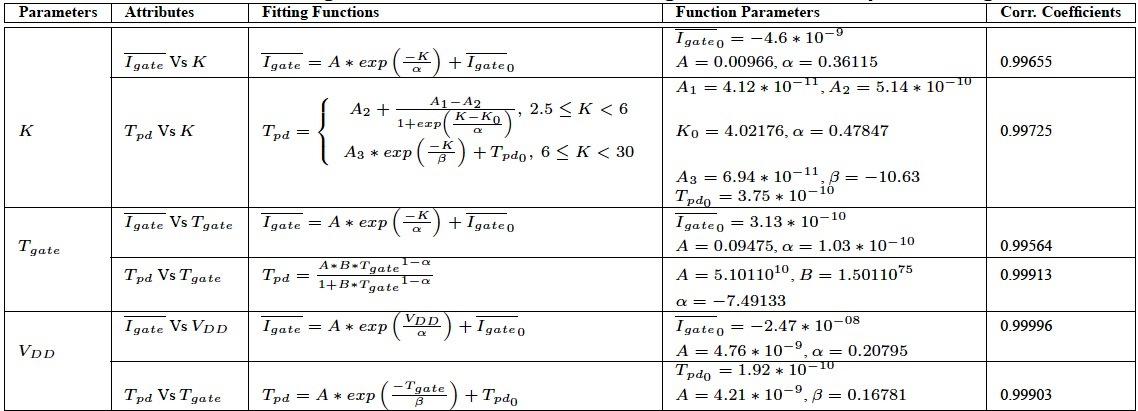 Parameters Attributes Fitting Functions Function Parameters Corr. Coefficients
K
$\overline{I_{gate}}$ Vs $K$ $\overline{I_{gate}} = A * exp\left(\frac{-K}{\alpha}\right) + \overline{I_{gate}}_0$ $\overline{I_{gate}}_0 = -4.6 * 10^{-9}$
$A = 0.00966, \alpha = 0.36115$ 0.99655
$T_{pd}$ Vs $K$ $T_{pd} = \begin{cases} A_2 + \frac{A_1 - A_2}{1 + exp\left(\frac{K - K_0}{\alpha}\right)}, & 2.5 \leq K < 6 \\ A_3 * exp\left(\frac{-K}{\beta}\right) + T_{pd_0}, & 6 \leq K < 30 \end{cases}$
$A_1 = 4.12 * 10^{-11}, A_2 = 5.14 * 10^{-10}$
$K_0 = 4.02176, \alpha = 0.47847$ 0.99725
$A_3 = 6.94 * 10^{-11}, \beta = -10.63$
$T_{pd_0} = 3.75 * 10^{-10}$
$T_{gate}$
$\overline{I_{gate}}$ Vs $T_{gate}$ $\overline{I_{gate}} = A * exp\left(\frac{-K}{\alpha}\right) + \overline{I_{gate}}_0$ $\overline{I_{gate}}_0 = 3.13 * 10^{-10}$
$A = 0.09475, \alpha = 1.03 * 10^{-10}$ 0.99564
$T_{pd}$ Vs $T_{gate}$ $T_{pd} = \frac{A * B * T_{gate}^{1-\alpha}}{1 + B * T_{gate}^{1-\alpha}}$ $A = 5.10110^{10}, B = 1.50110^{75}$ 0.99913
$\alpha = -7.49133$
$V_{DD}$
$\overline{I_{gate}}$ Vs $V_{DD}$ $\overline{I_{gate}} = A * exp\left(\frac{V_{DD}}{\alpha}\right) + \overline{I_{gate}}_0$ $\overline{I_{gate}}_0 = -2.47 * 10^{-08}$ 0.99996
$A = 4.76 * 10^{-9}, \alpha = 0.20795$
$T_{pd}$ Vs $T_{gate}$ $T_{pd} = A * exp\left(\frac{-T_{gate}}{\beta}\right) + T_{pd_0}$ $T_{pd_0} = 1.92 * 10^{-10}$
$A = 4.21 * 10^{-9}, \beta = 0.16781$ 0.99903